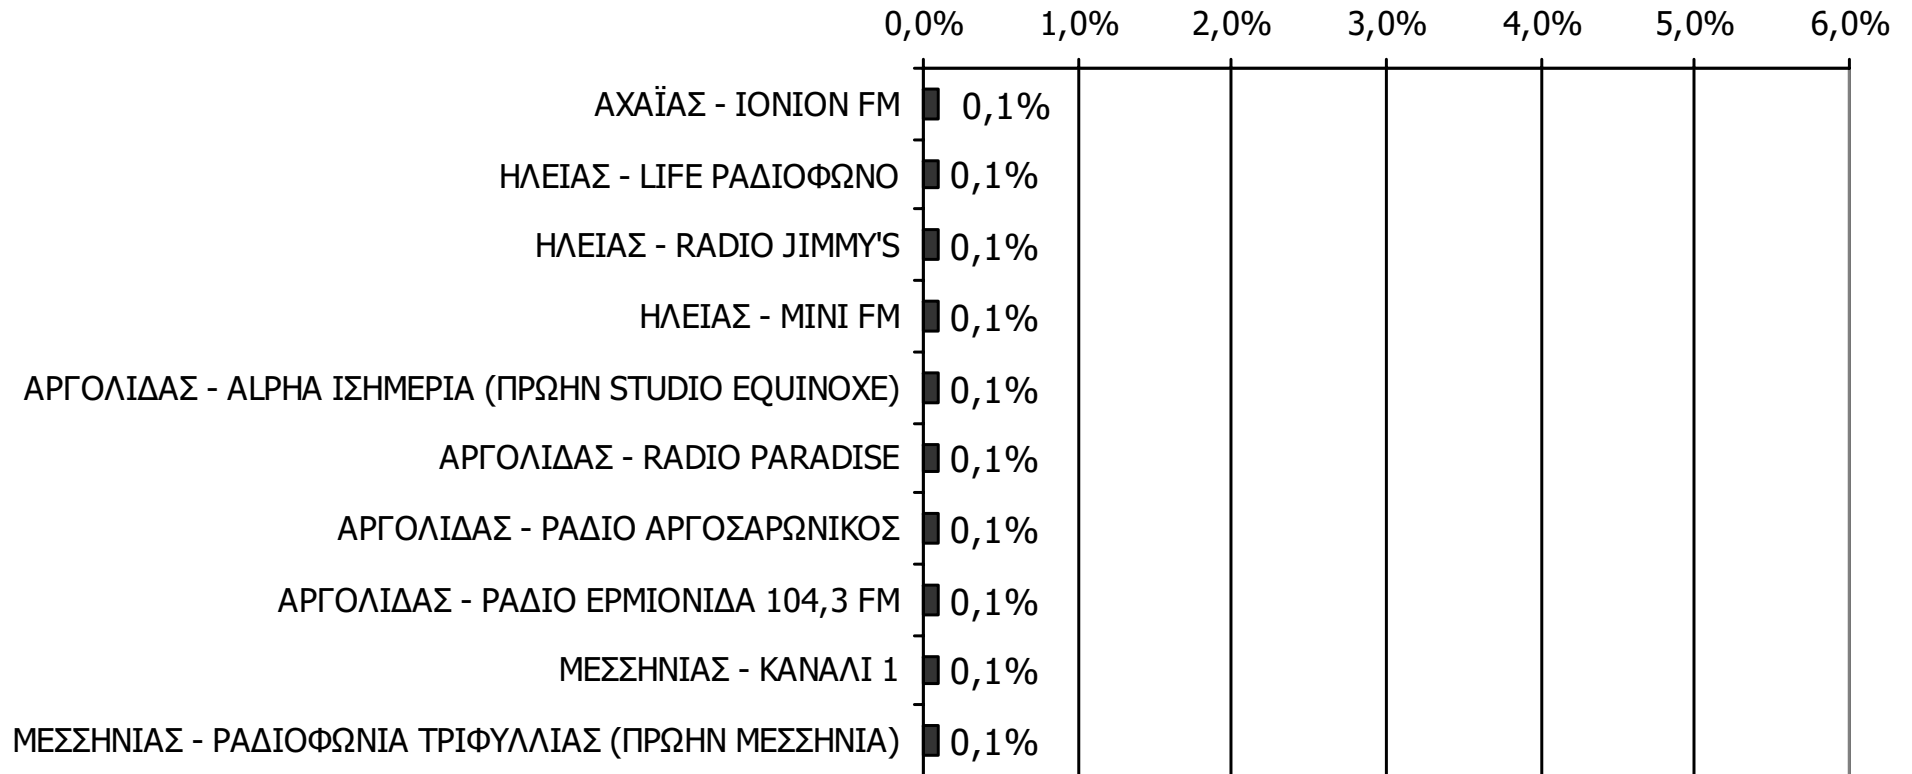 0,0% 1,0% 2,0% 3,0% 4,0% 5,0% 6,0%
ΑΧΑΪΑΣ - IONION FM 0,1%
ΗΛΕΙΑΣ - LIFE ΡΑΔΙΟΦΩΝΟ 0,1%
ΗΛΕΙΑΣ - RADIO JIMMY'S 0,1%
ΗΛΕΙΑΣ - MINI FM 0,1%
ΑΡΓΟΛΙΔΑΣ - ALPHA ΙΣΗΜΕΡΙΑ (ΠΡΩΗΝ STUDIO EQUINOXE) 0,1%
ΑΡΓΟΛΙΔΑΣ - RADIO PARADISE 0,1%
ΑΡΓΟΛΙΔΑΣ - ΡΑΔΙΟ ΑΡΓΟΣΑΡΩΝΙΚΟΣ 0,1%
ΑΡΓΟΛΙΔΑΣ - ΡΑΔΙΟ ΕΡΜΙΟΝΙΔΑ 104,3 FM 0,1%
ΜΕΣΣΗΝΙΑΣ - ΚΑΝΑΛΙ 1 0,1%
ΜΕΣΣΗΝΙΑΣ - ΡΑΔΙΟΦΩΝΙΑ ΤΡΙΦΥΛΛΙΑΣ (ΠΡΩΗΝ ΜΕΣΣΗΝΙΑ) 0,1%